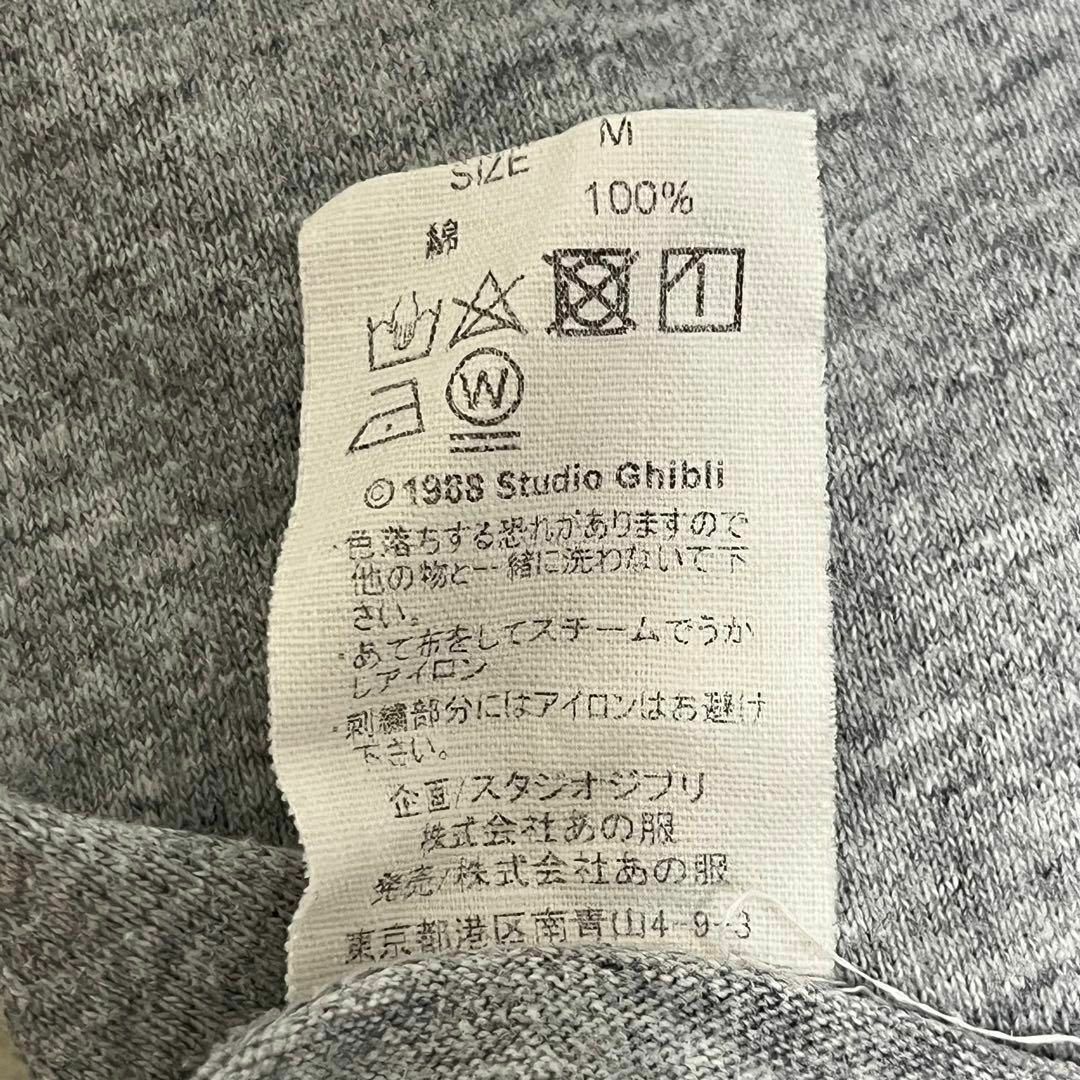 SIZE M
綿 100%
W
©1988 Studio Ghibli
・色落ちする恐れがありますので
他の物と一緒に洗わないで下
さい。
・あて布をしてスチームでうか
しアイロン
・刺繍部分にはアイロンはお避け
下さい。
企画/スタジオジブリ
株式会社あの服
発売/株式会社あの服
東京都港区南青山4-9-3